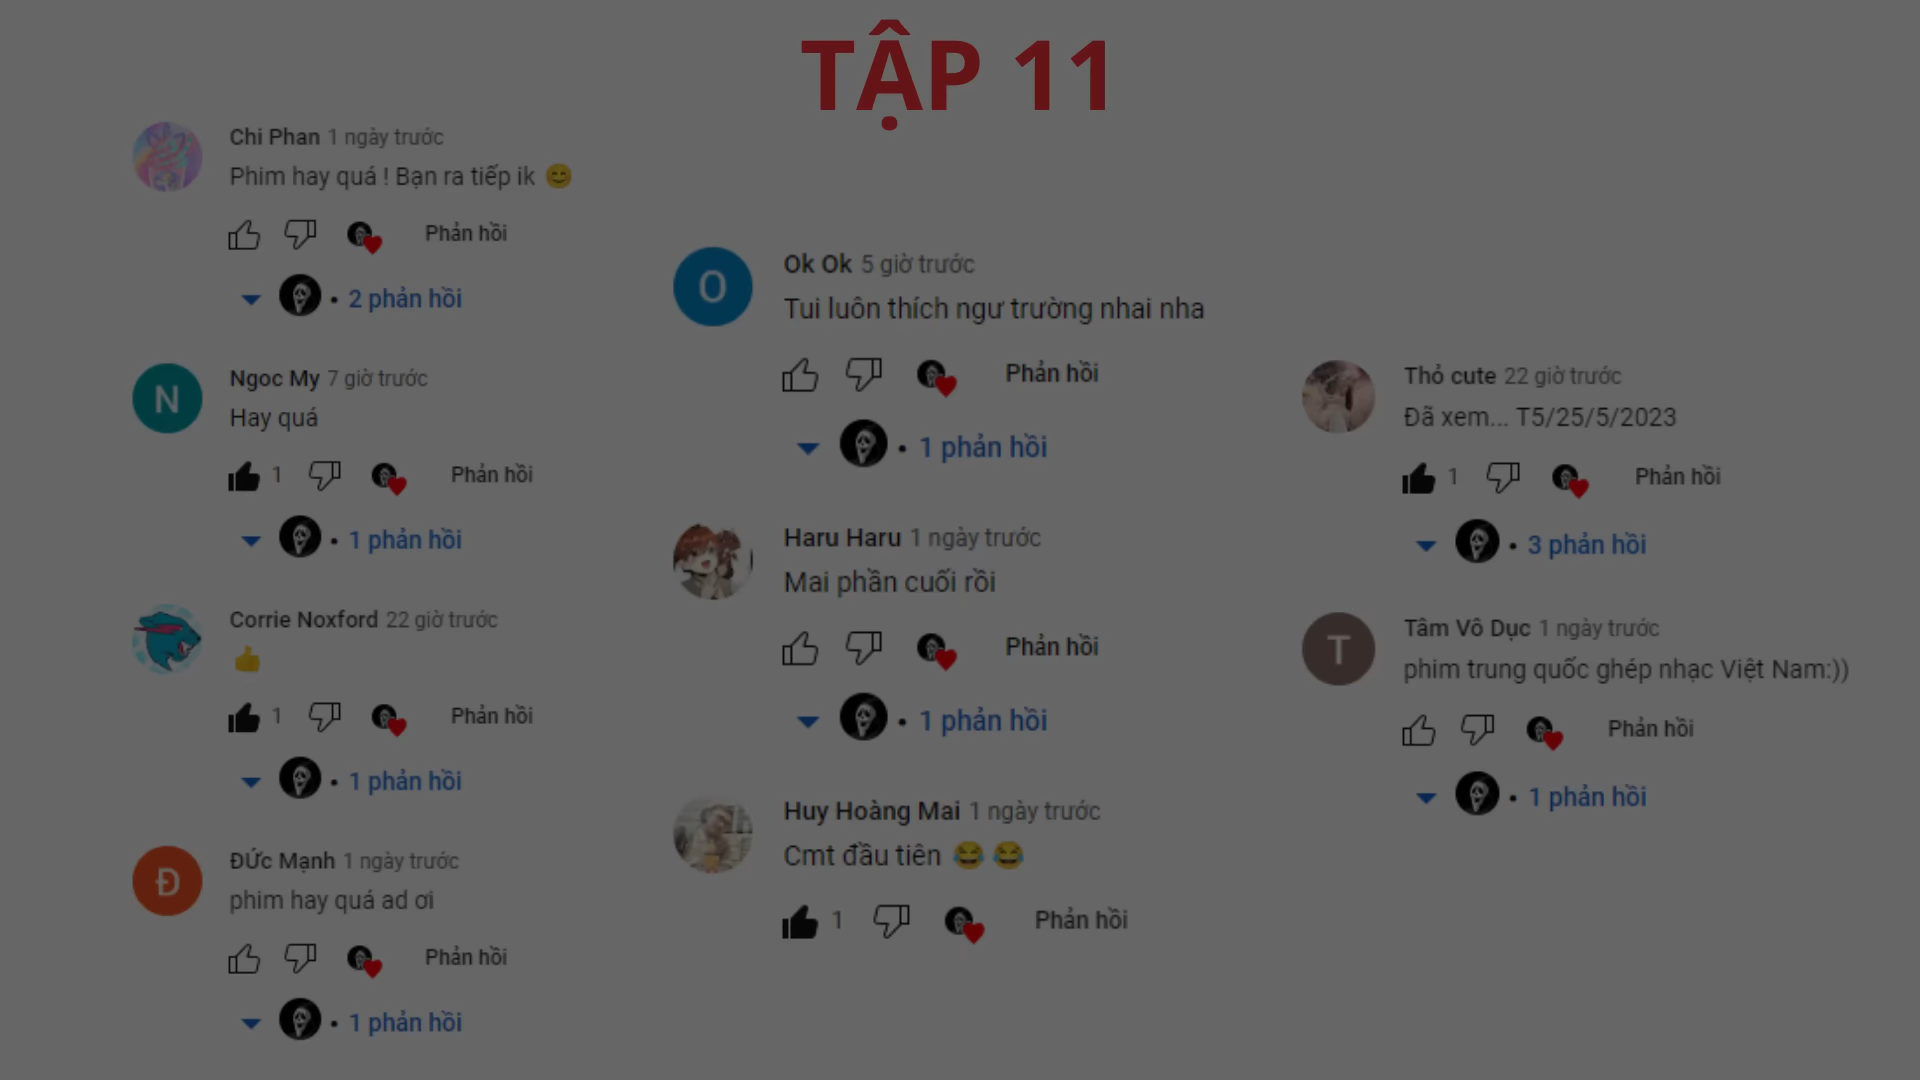 TẬP 11
Chi Phan 1 ngày trước
Phim hay quá ! Bạn ra tiếp ik 😊
Phản hồi
2 phản hồi
N
Ngoc My 7 giờ trước
Hay quá
1 Phản hồi
1 phản hồi
Corrie Noxford 22 giờ trước
👍
1 Phản hồi
1 phản hồi
Đ
ĐỨc Mạnh 1 ngày trước
phim hay quá ad ơi
Phản hồi
1 phản hồi
O
Ok Ok 5 giờ trước
Tui luôn thích ngư trường nhai nha
Phản hồi
1 phản hồi
Haru Haru 1 ngày trước
Mai phần cuối rồi
Phản hồi
1 phản hồi
Huy Hoàng Mai 1 ngày trước
Cmt đầu tiên 😂 😂
1 Phản hồi
Thỏ cute 22 giờ trước
Đã xem... T5/25/5/2023
1 Phản hồi
3 phản hồi
T
Tâm Vô Dục 1 ngày trước
phim trung quốc ghép nhạc Việt Nam:))
Phản hồi
1 phản hồi